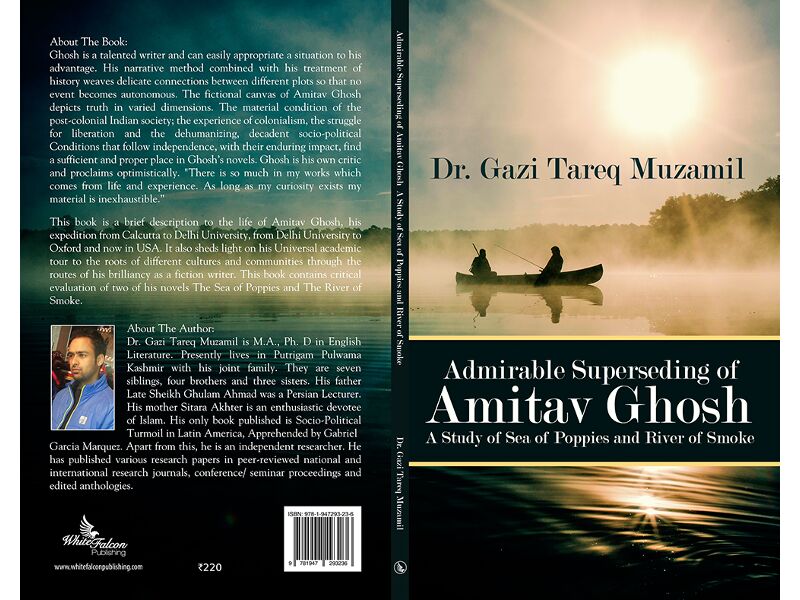 About The Book:
Ghosh is a talented writer and can easily appropriate a situation to his
advantage. His narrative method combined with his treatment of
history weaves delicate connections between different plots so that no
event becomes autonomous. The fictional canvas of Amitav Ghosh
depicts truth in varied dimensions. The material condition of the
post-colonial Indian society; the experience of colonialism, the struggle
for liberation and the dehumanizing, decadent socio-political
Conditions that follow independence, with their enduring impact, find
a sufficient and proper place in Ghosh's novels. Ghosh is his own critic
and proclaims optimistically. "There is so much in my works which
comes from life and experience. As long as my curiosity exists my
material is inexhaustible."
This book is a brief description to the life of Amitav Ghosh, his
expedition from Calcutta to Delhi University, from Delhi University to
Oxford and now in USA. It also sheds light on his Universal academic
tour to the roots of different cultures and communities through the
routes of his brilliancy as a fiction writer. This book contains critical
evaluation of two of his novels The Sea of Poppies and The River of
Smoke.
About The Author:
Dr. Gazi Tareq Muzamil is M.A., Ph. D in English
Literature. Presently lives in Putrigam Pulwama
Kashmir with his joint family. They are seven
siblings, four brothers and three sisters. His father
Late Sheikh Ghulam Ahmad was a Persian Lecturer.
His mother Sitara Akhter is an enthusiastic devotee
of Islam. His only book published is Socio-Political
Turmoil in Latin America, Apprehended by Gabriel
Garcia Marquez. Apart from this, he is an independent researcher. He
has published various research papers in peer-reviewed national and
international research journals, conference/ seminar proceedings and
edited anthologies.
White Falcon
Publishing
www.whitefalconpublishing.com
₹220
ISBN: 978-1-947293-23-6
9 781947 293236
Admirable Superseding of Amitav Ghosh A Study of Sea of Poppies and River of Smoke
Dr. Gazi Tareq Muzamil
Dr. Gazi Tareq Muzamil
Admirable Superseding of
Amitav Ghosh
A Study of Sea of Poppies and River of Smoke